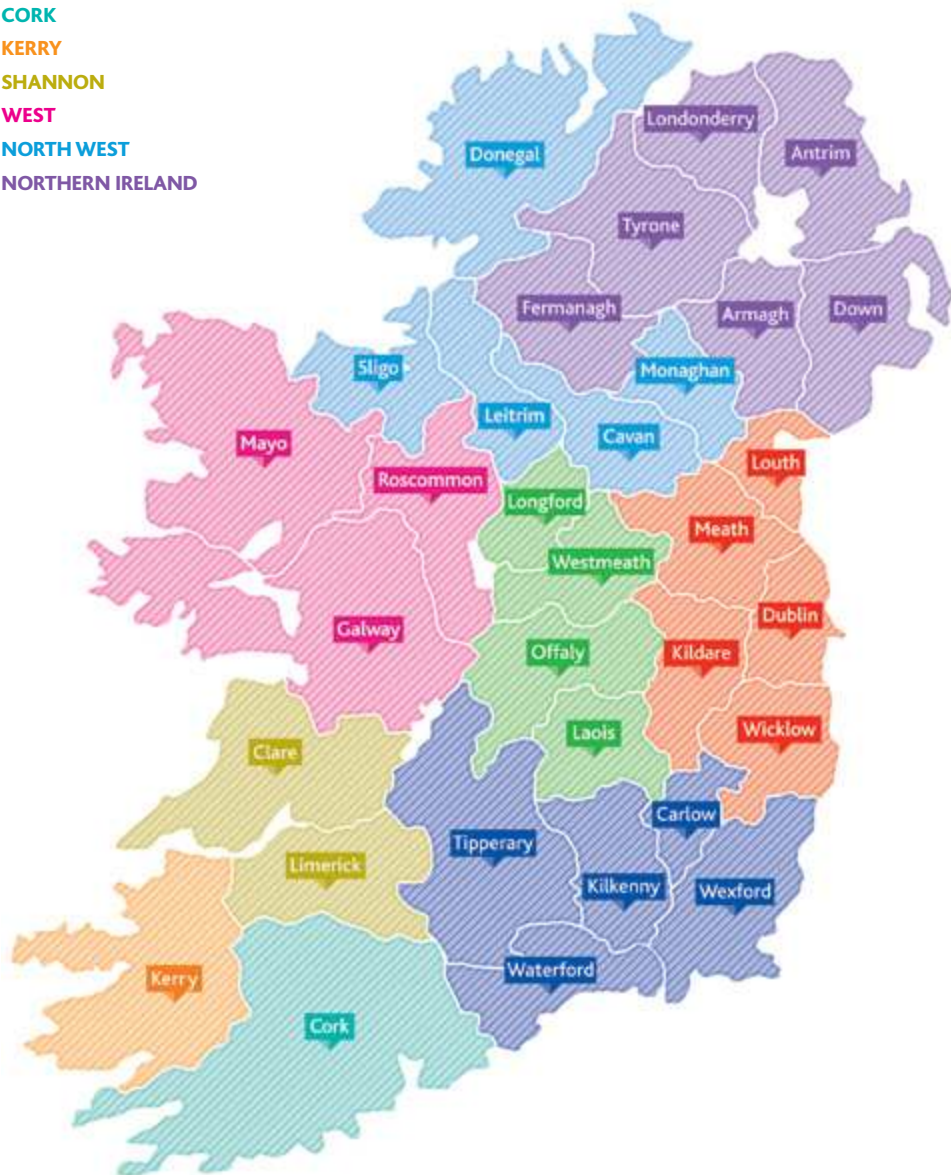 CORK
KERRY
SHANNON
WEST
NORTH WEST
NORTHERN IRELAND
Londonderry
Donegal
Antrim
Tyrone
Fermanagh
Armagh
Down
Sligo
Monaghan
Leitrim
Cavan
Mayo
Roscommon
Louth
Longford
Meath
Westmeath
Dublin
Galway
Offaly
Kildare
Laois
Wicklow
Clare
Carlow
Tipperary
Limerick
Kilkenny
Wexford
Waterford
Kerry
Cork